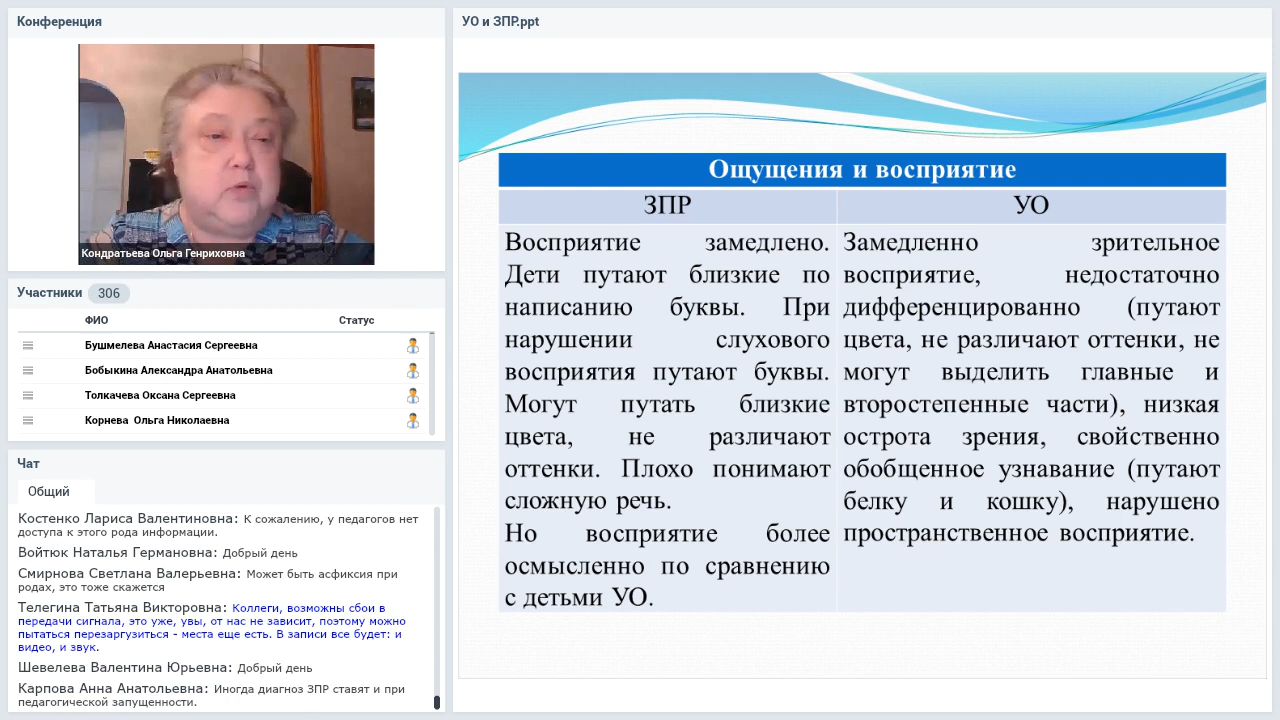 Конференция
Кондратьева Ольга Генриховна
Участники 306
ФИО Статус
Бушмелева Анастасия Сергеевна
Бобыкина Александра Анатольевна
Толкачева Оксана Сергеевна
Корнева Ольга Николаевна
Чат
Общий
Костенко Лариса Валентиновна: К сожалению, у педагогов нет
доступа к этого рода информации.
Войтюк Наталья Германовна: Добрый день
Смирнова Светлана Валерьевна: Может быть асфиксия при
родах, это тоже скажется
Телегина Татьяна Викторовна: Коллеги, возможны сбои в
передачи сигнала, это уже, увы, от нас не зависит, поэтому можно
пытаться перезаргузиться - места еще есть. В записи все будет: и
видео, и звук.
Шевелева Валентина Юрьевна: Добрый день
Карпова Анна Анатольевна: Иногда диагноз ЗПР ставят и при
педагогической запущенности.
УО и ЗПР.ppt
Ощущения и восприятие
ЗПР
Восприятие замедлено.
Дети путают близкие по
написанию буквы. При
нарушении слухового
восприятия путают буквы.
Могут путать близкие
цвета, не различают
оттенки. Плохо понимают
сложную речь.
Но восприятие более
осмысленно по сравнению
с детьми УО.
УО
Замедленно зрительное
восприятие, недостаточно
дифференцированно (путают
цвета, не различают оттенки, не
могут выделить главные и
второстепенные части), низкая
острота зрения, свойственно
обобщенное узнавание (путают
белку и кошку), нарушено
пространственное восприятие.